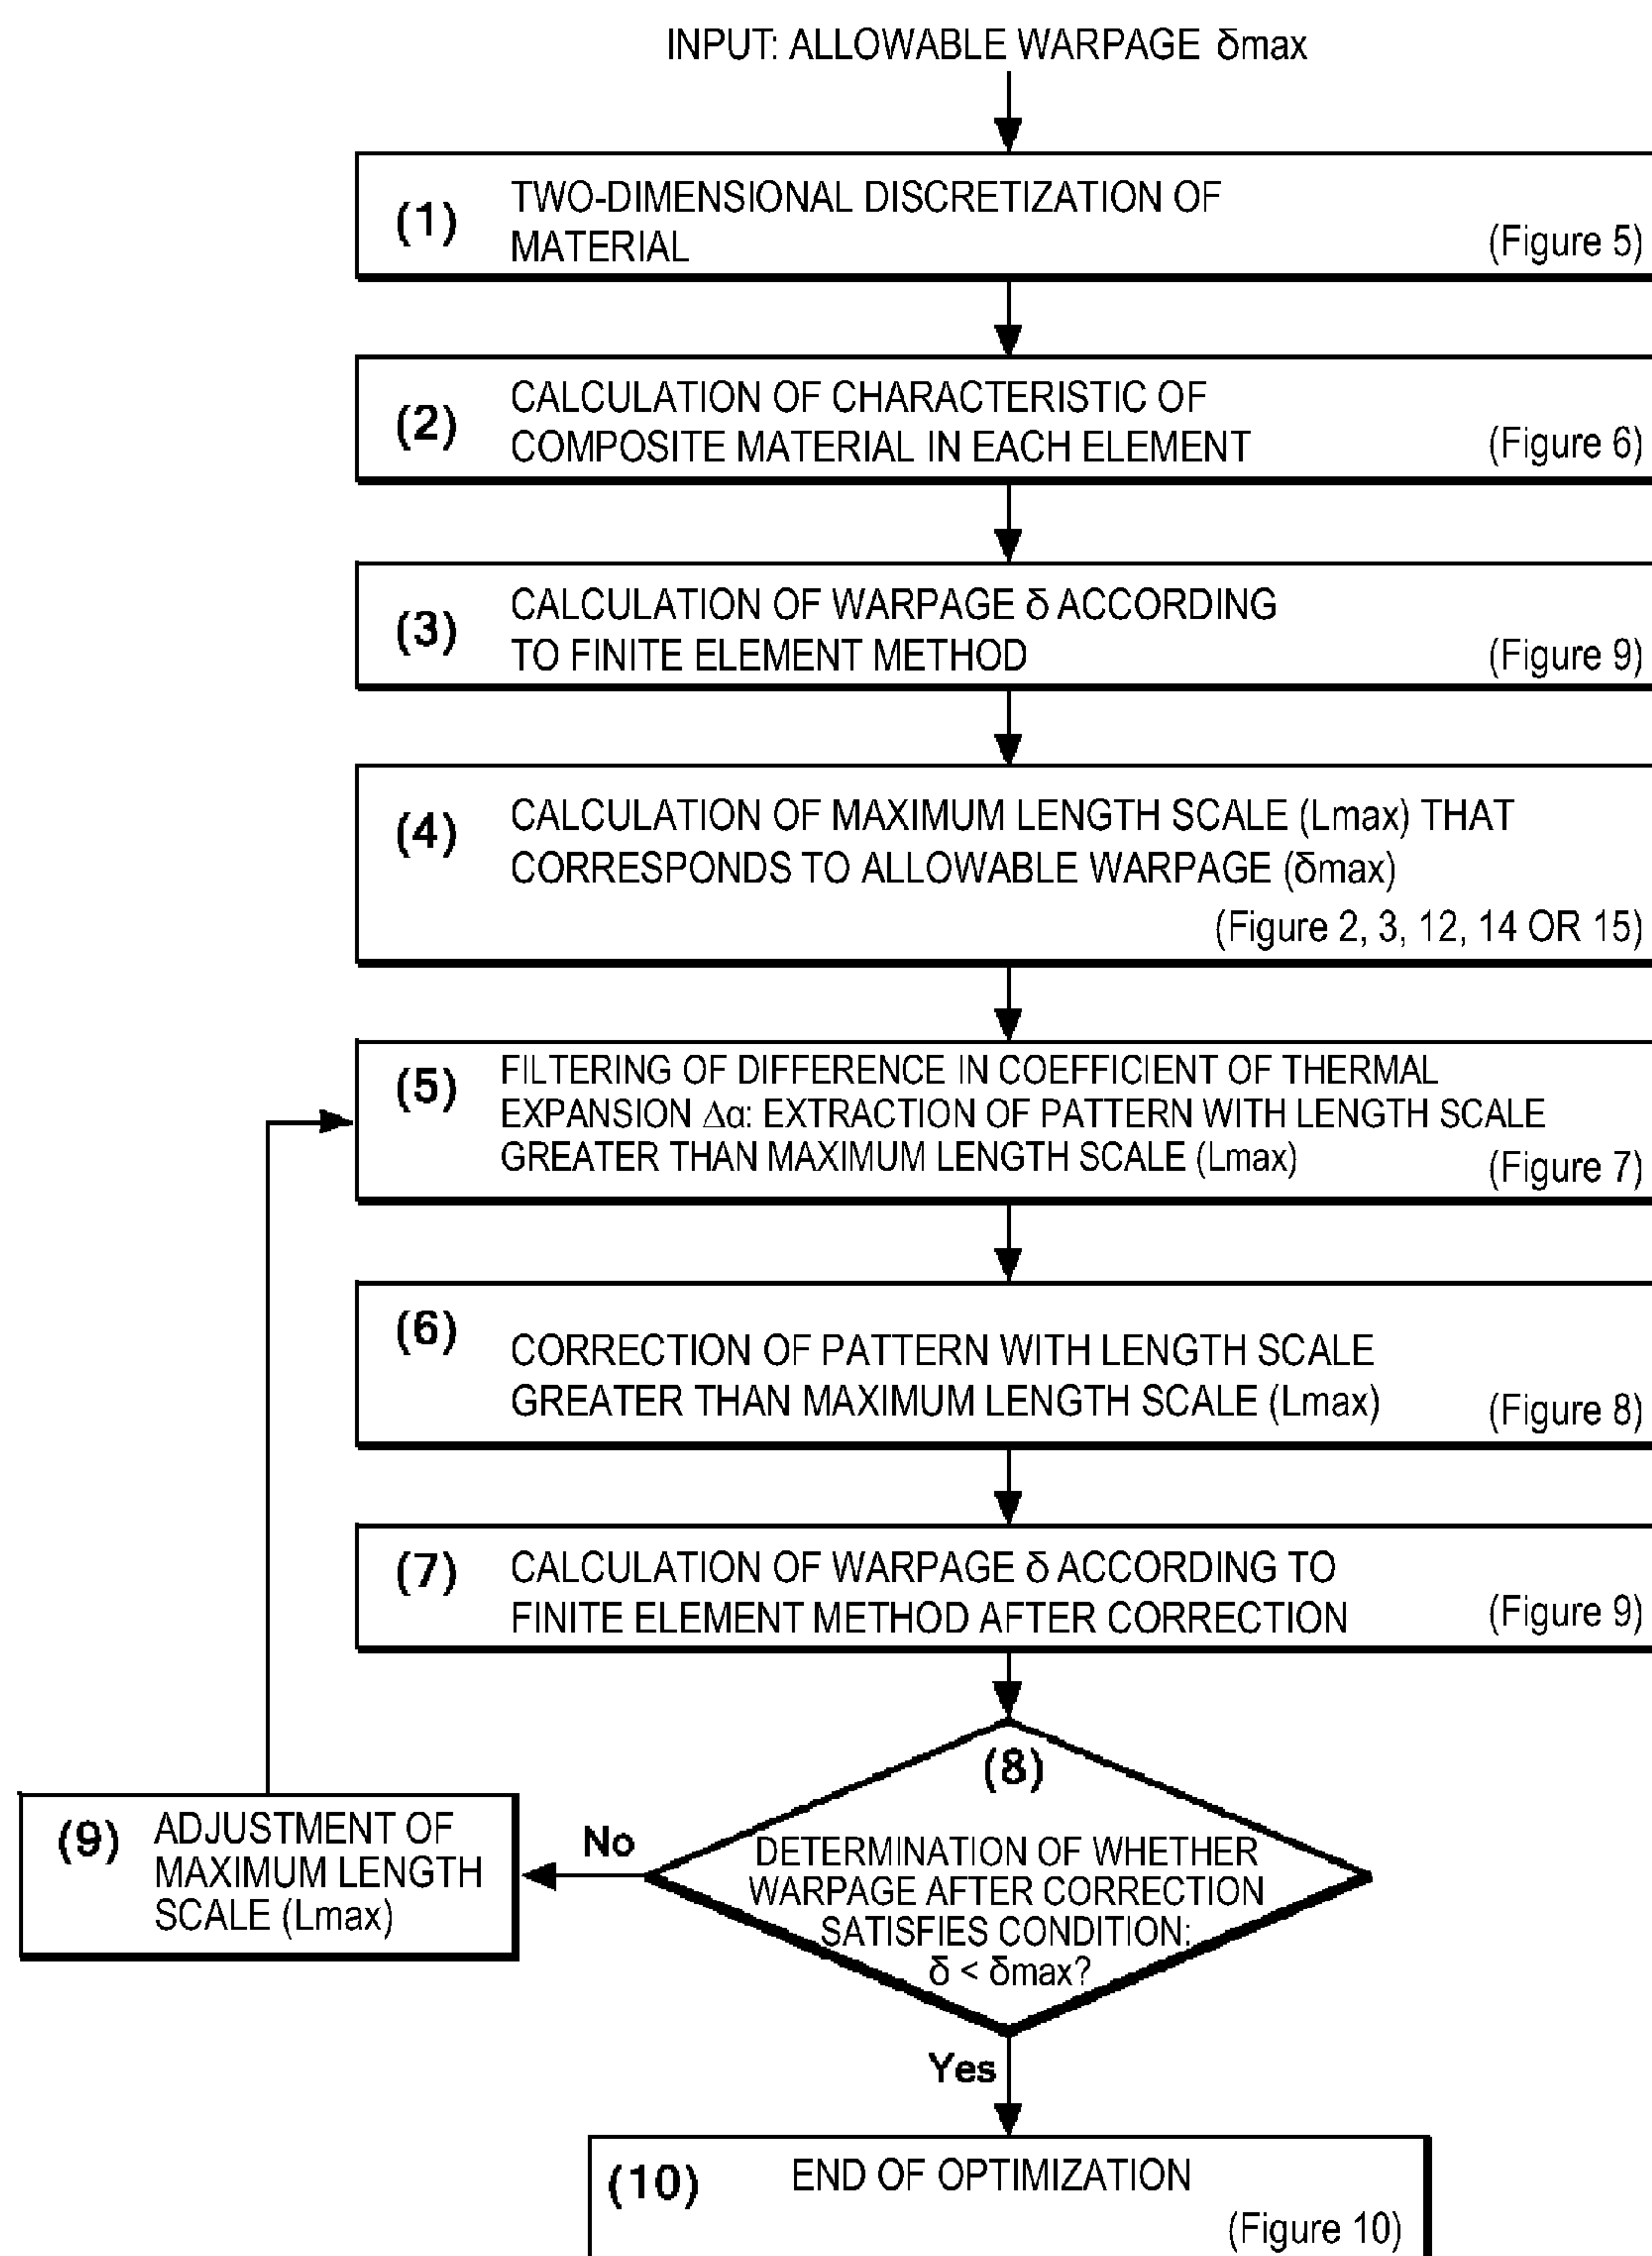 INPUT: ALLOWABLE WARPAGE δmax
(1) TWO-DIMENSIONAL DISCRETIZATION OF
MATERIAL
(Figure 5)
(2) CALCULATION OF CHARACTERISTIC OF
COMPOSITE MATERIAL IN EACH ELEMENT
(Figure 6)
(3) CALCULATION OF WARPAGE δ ACCORDING
TO FINITE ELEMENT METHOD
(Figure 9)
(4) CALCULATION OF MAXIMUM LENGTH SCALE (Lmax) THAT
CORRESPONDS TO ALLOWABLE WARPAGE (δmax)
(Figure 2, 3, 12, 14 OR 15)
(5) FILTERING OF DIFFERENCE IN COEFFICIENT OF THERMAL
EXPANSION Δα: EXTRACTION OF PATTERN WITH LENGTH SCALE
GREATER THAN MAXIMUM LENGTH SCALE (Lmax)
(Figure 7)
(6) CORRECTION OF PATTERN WITH LENGTH SCALE
GREATER THAN MAXIMUM LENGTH SCALE (Lmax)
(Figure 8)
(7) CALCULATION OF WARPAGE δ ACCORDING TO
FINITE ELEMENT METHOD AFTER CORRECTION
(Figure 9)
(8)
DETERMINATION OF WHETHER
WARPAGE AFTER CORRECTION
SATISFIES CONDITION:
δ < δmax?
No
(9) ADJUSTMENT OF
MAXIMUM LENGTH
SCALE (Lmax)
Yes
(10) END OF OPTIMIZATION
(Figure 10)